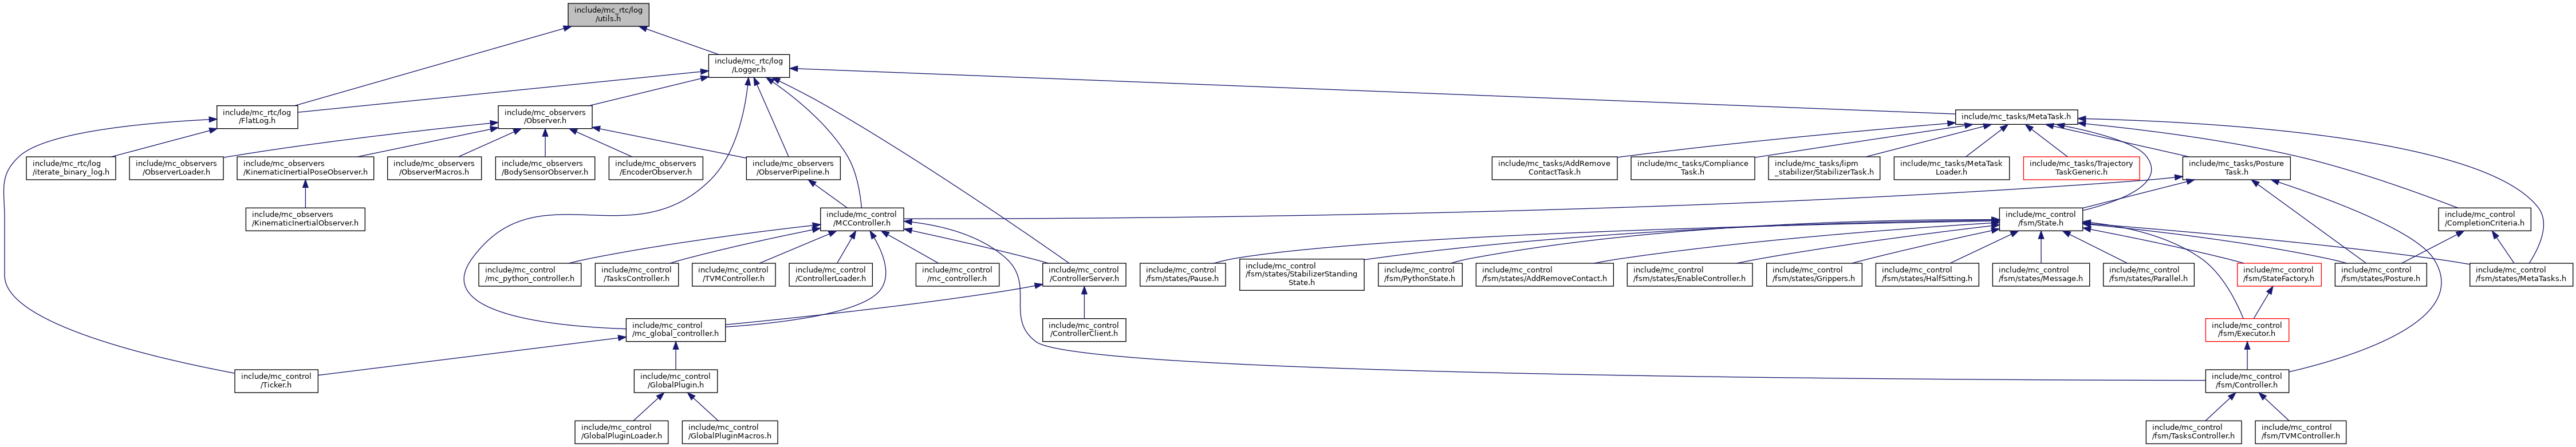 include/mc_rtc/log
/utils.h
include/mc_rtc/log
/Logger.h
include/mc_rtc/log
/FlatLog.h
include/mc_observers
/Observer.h
include/mc_tasks/MetaTask.h
include/mc_rtc/log
/iterate_binary_log.h
include/mc_observers
/ObserverLoader.h
include/mc_observers
/KinematicInertialPoseObserver.h
include/mc_observers
/ObserverMacros.h
include/mc_observers
/BodySensorObserver.h
include/mc_observers
/EncoderObserver.h
include/mc_observers
/ObserverPipeline.h
include/mc_tasks/AddRemove
ContactTask.h
include/mc_tasks/Compliance
Task.h
include/mc_tasks/lipm
_stabilizer/StabilizerTask.h
include/mc_tasks/MetaTask
Loader.h
include/mc_tasks/Trajectory
TaskGeneric.h
include/mc_tasks/Posture
Task.h
include/mc_observers
/KinematicInertialObserver.h
include/mc_control
/MCController.h
include/mc_control
/fsm/State.h
include/mc_control
/CompletionCriteria.h
include/mc_control
/mc_python_controller.h
include/mc_control
/TasksController.h
include/mc_control
/TVMController.h
include/mc_control
/ControllerLoader.h
include/mc_control
/mc_controller.h
include/mc_control
/ControllerServer.h
include/mc_control
/fsm/states/Pause.h
include/mc_control
/fsm/states/StabilizerStanding
State.h
include/mc_control
/fsm/PythonState.h
include/mc_control
/fsm/states/AddRemoveContact.h
include/mc_control
/fsm/states/EnableController.h
include/mc_control
/fsm/states/Grippers.h
include/mc_control
/fsm/states/HalfSitting.h
include/mc_control
/fsm/states/Message.h
include/mc_control
/fsm/states/Parallel.h
include/mc_control
/fsm/StateFactory.h
include/mc_control
/fsm/states/Posture.h
include/mc_control
/fsm/states/MetaTasks.h
include/mc_control
/mc_global_controller.h
include/mc_control
/ControllerClient.h
include/mc_control
/fsm/Executor.h
include/mc_control
/Ticker.h
include/mc_control
/GlobalPlugin.h
include/mc_control
/fsm/Controller.h
include/mc_control
/GlobalPluginLoader.h
include/mc_control
/GlobalPluginMacros.h
include/mc_control
/fsm/TasksController.h
include/mc_control
/fsm/TVMController.h